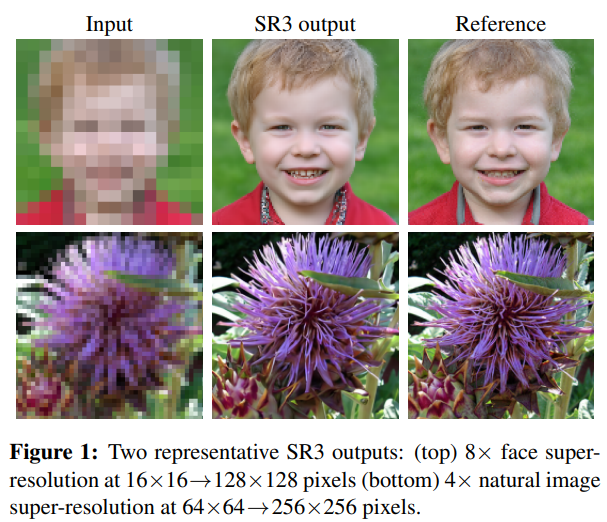 Input SR3 output Reference
Figure 1: Two representative SR3 outputs: (top) 8× face super-
resolution at 16×16→128×128 pixels (bottom) 4× natural image
super-resolution at 64×64→256×256 pixels.